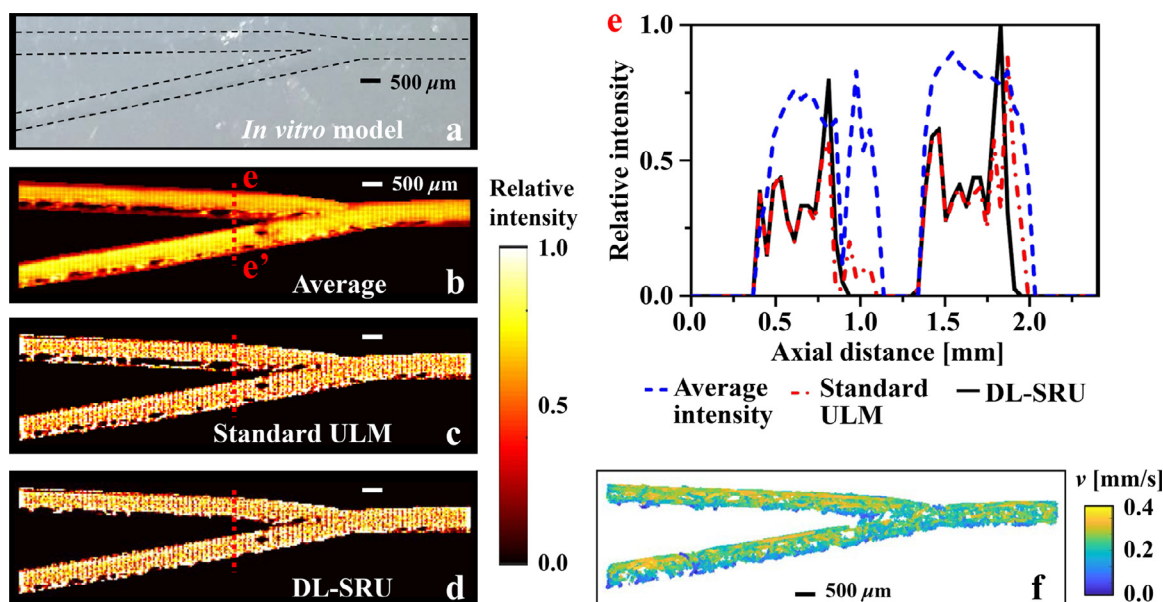 500 μm
In vitro model
a
e
500 μm
e’
Average
b
Relative
intensity
1.0
0.5
0.0
Standard ULM
c
DL-SRU
d
e
1.0
0.5
0.0
Relative intensity
0.0
0.5
1.0
1.5
2.0
Axial distance [mm]
Average
intensity
Standard
ULM
DL-SRU
v [mm/s]
0.4
0.2
0.0
500 μm
f